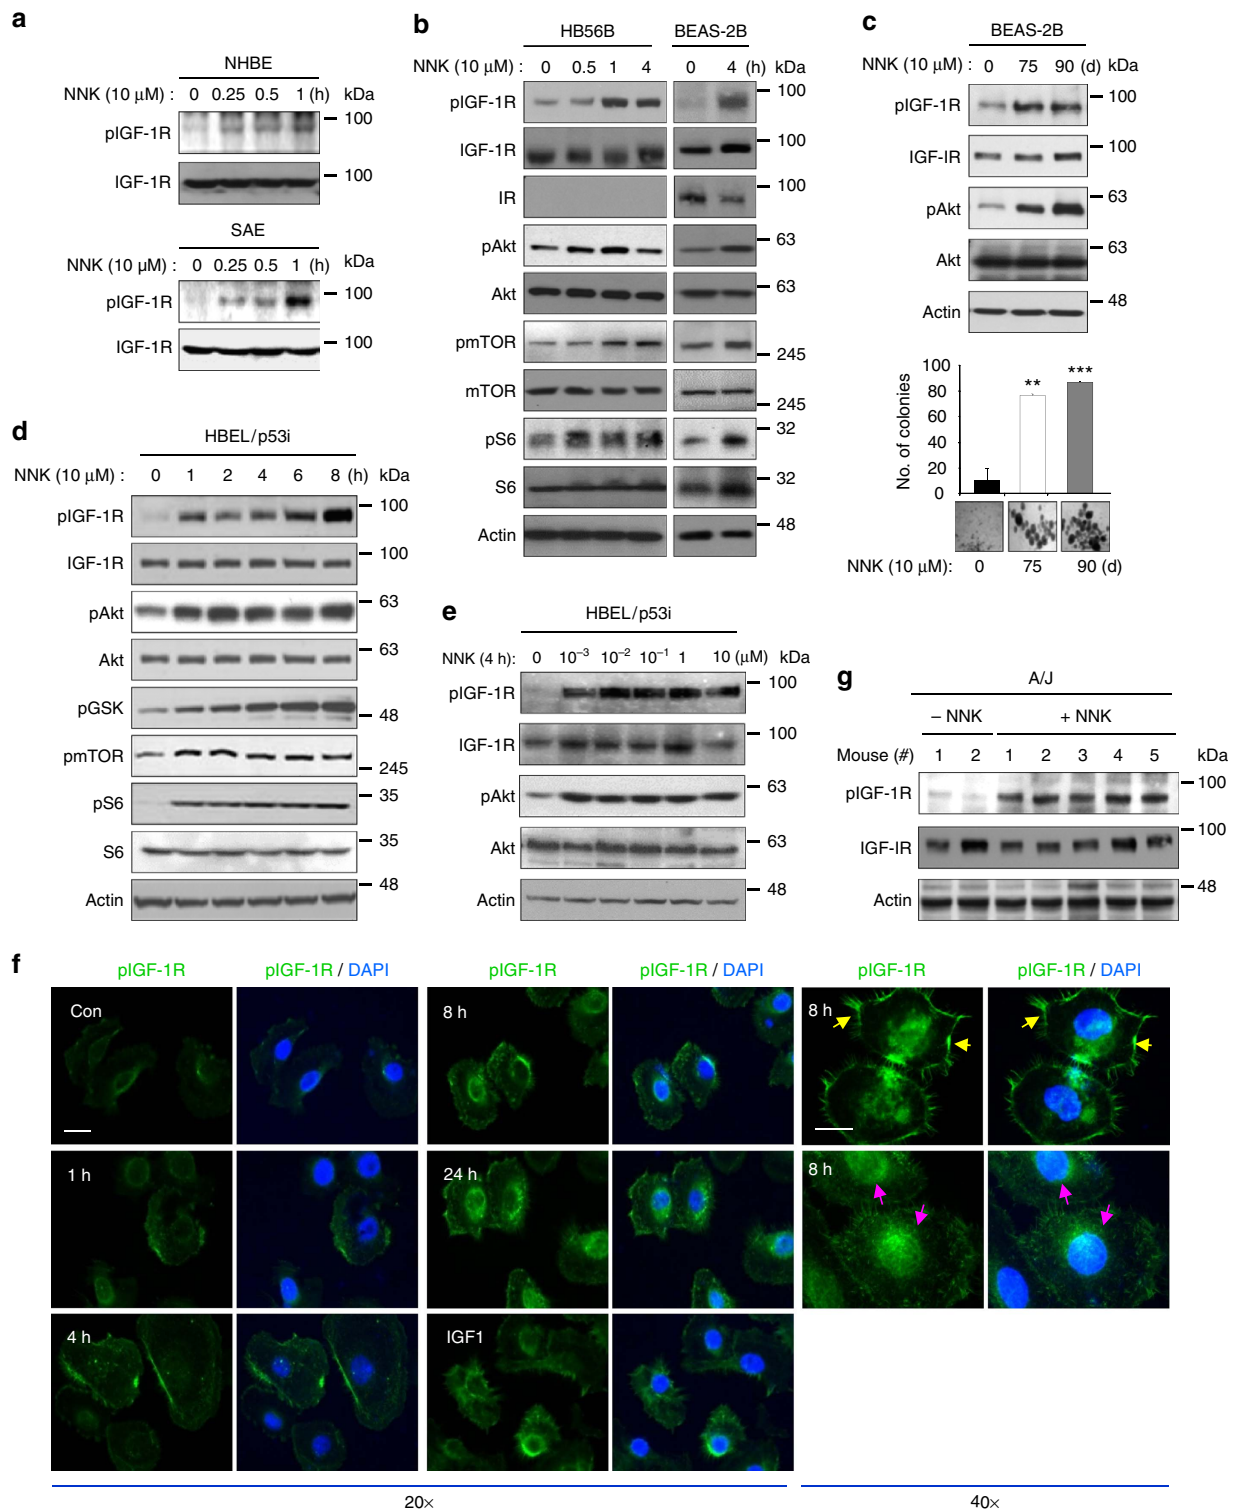 a
NHBE
NNK (10 μM) : 0 0.25 0.5 1 (h) kDa
pIGF-1R 100
IGF-1R 100
SAE
NNK (10 μM) : 0 0.25 0.5 1 (h) kDa
pIGF-1R 100
IGF-1R 100
b
HB56B BEAS-2B
NNK (10 μM) : 0 0.5 1 4 0 4 (h) kDa
pIGF-1R 100
IGF-1R 100
IR 100
pAkt 63
Akt 63
pmTOR 245
mTOR 245
pS6 32
S6 32
Actin 48
c
BEAS-2B
NNK (10 μM) : 0 75 90 (d) kDa
pIGF-1R 100
IGF-IR 100
pAkt 63
Akt 63
Actin 48
No. of colonies
100
80
60
40
20
0
** ***
NNK (10 μM): 0 75 90 (d)
d
HBEL/p53i
NNK (10 μM) : 0 1 2 4 6 8 (h) kDa
pIGF-1R 100
IGF-1R 100
pAkt 63
Akt 63
pGSK 48
pmTOR 245
pS6 35
S6 35
Actin 48
e
HBEL/p53i
NNK (4 h): 0 10⁻³ 10⁻² 10⁻¹ 1 10 (μM) kDa
pIGF-1R 100
IGF-1R 100
pAkt 63
Akt 63
Actin 48
g
A/J
– NNK + NNK
Mouse (#) 1 2 1 2 3 4 5 kDa
pIGF-1R 100
IGF-IR 100
Actin 48
f
pIGF-1R pIGF-1R / DAPI pIGF-1R pIGF-1R / DAPI pIGF-1R pIGF-1R / DAPI
Con 8 h 8 h
1 h 24 h 8 h
4 h IGF1
20× 40×